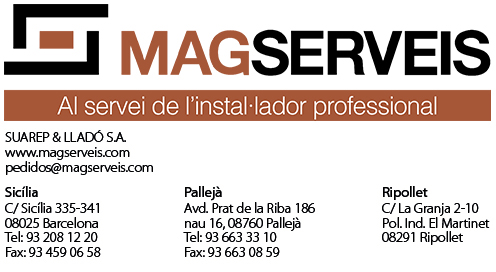 MAGSERVEIS
Al servei de l'instal·lador professional
SUAREP & LLADÓ S.A.
www.magserveis.com
pedidos@magserveis.com
Sicília
C/ Sicília 335-341
08025 Barcelona
Tel: 93 208 12 20
Fax: 93 459 06 58
Pallejà
Avd. Prat de la Riba 186
nau 16, 08760 Pallejà
Tel: 93 663 33 10
Fax: 93 663 08 59
Ripollet
C/ La Granja 2-10
Pol. Ind. El Martinet
08291 Ripollet